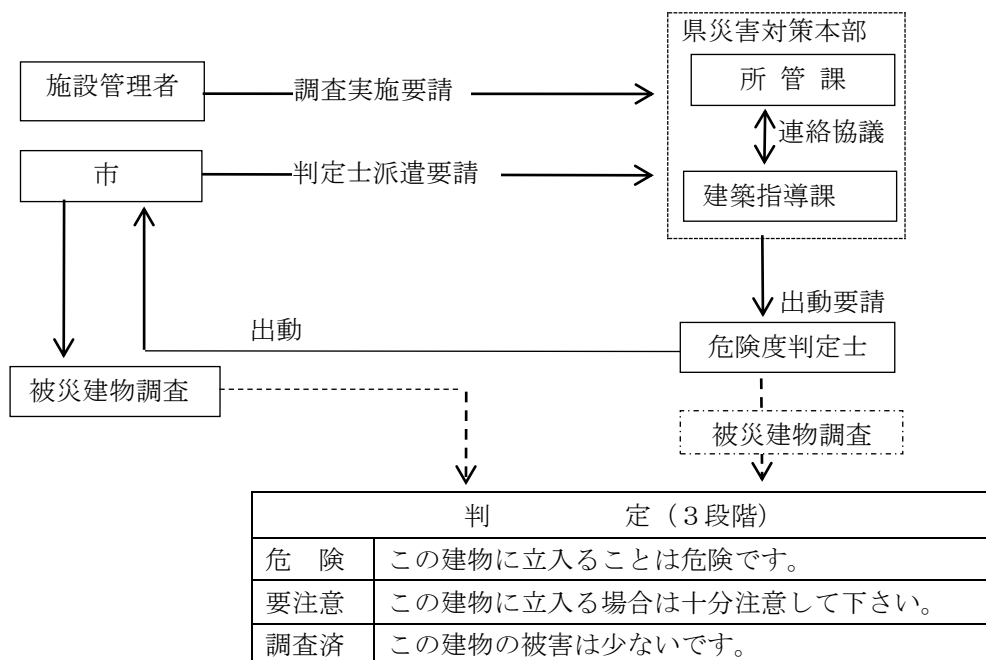 県災害対策本部
施設管理者
調査実施要請
所 管 課
連絡協議
市
判定士派遣要請
建築指導課
出動要請
出動
危険度判定士
被災建物調査
被災建物調査
判 定（３段階）
危 険 この建物に立入ることは危険です。
要注意 この建物に立入る場合は十分注意して下さい。
調査済 この建物の被害は少ないです。